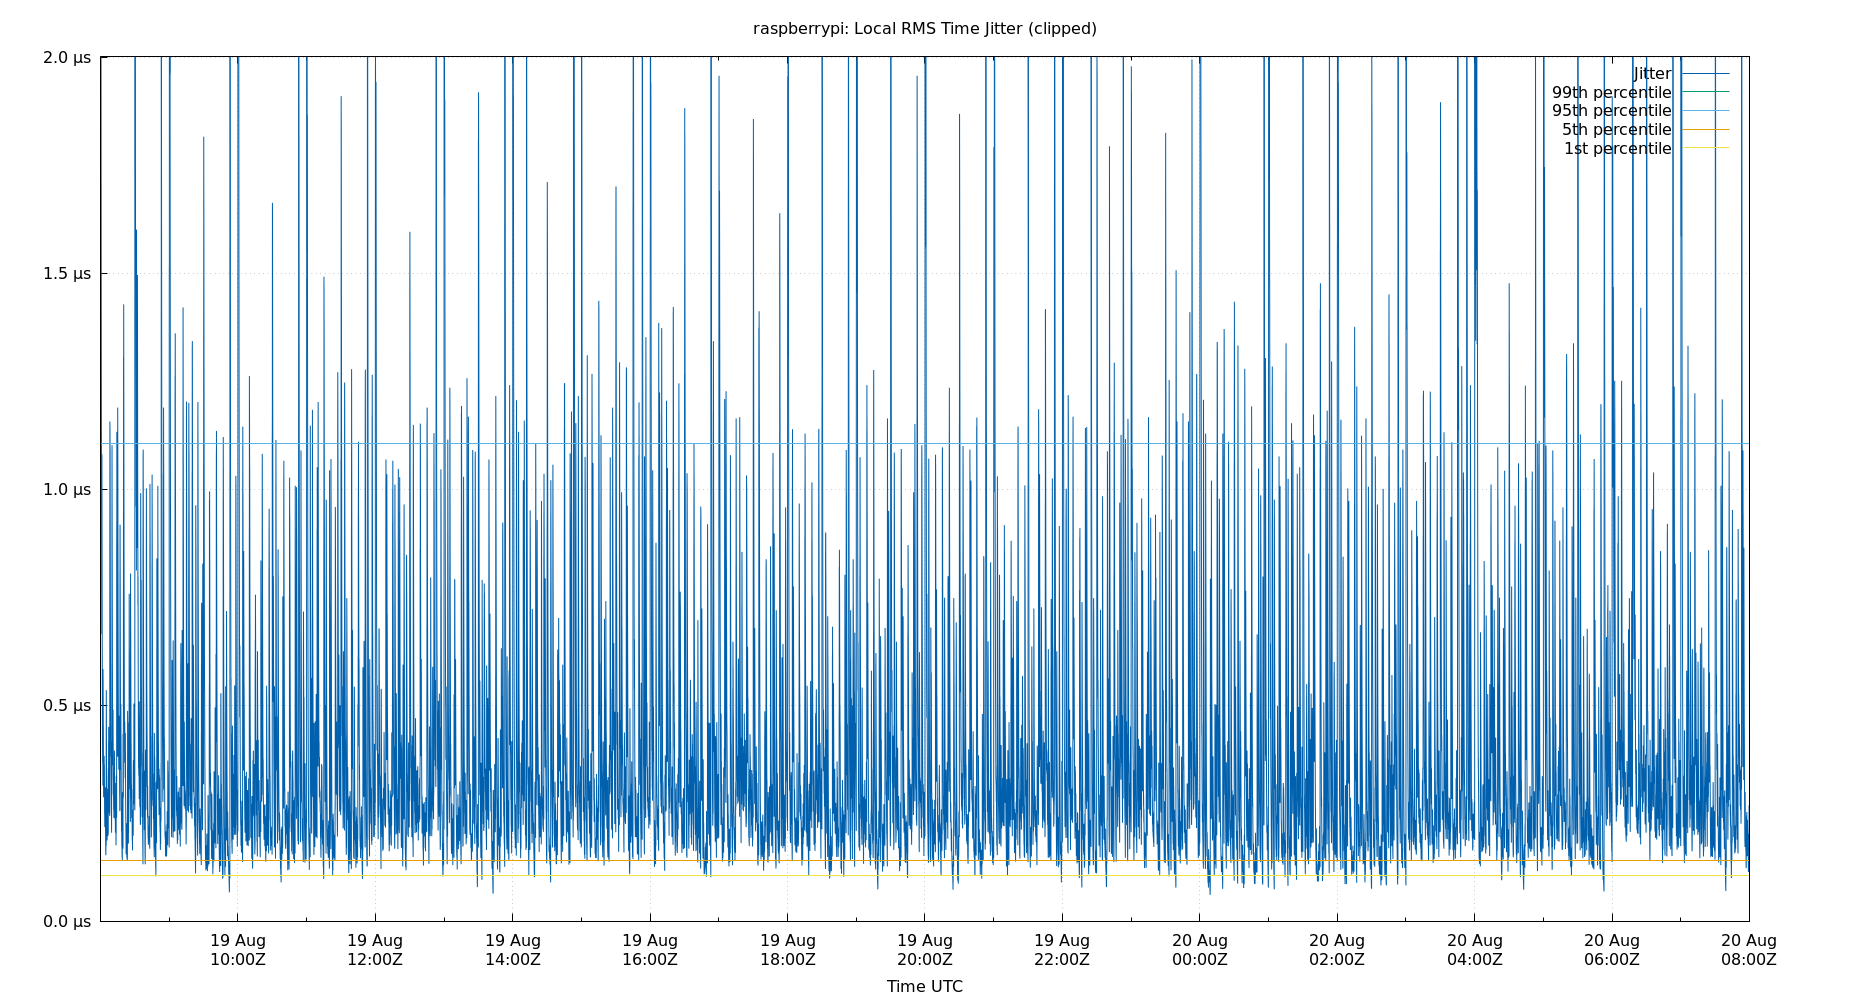 raspberrypi: Local RMS Time Jitter (clipped)
2.0 µs
1.5 µs
1.0 µs
0.5 µs
0.0 µs
Jitter
99th percentile
95th percentile
5th percentile
1st percentile
19 Aug 19 Aug 19 Aug 19 Aug 19 Aug 19 Aug 19 Aug 20 Aug 20 Aug 20 Aug 20 Aug 20 Aug
10:00Z 12:00Z 14:00Z 16:00Z 18:00Z 20:00Z 22:00Z 00:00Z 02:00Z 04:00Z 06:00Z 08:00Z
Time UTC